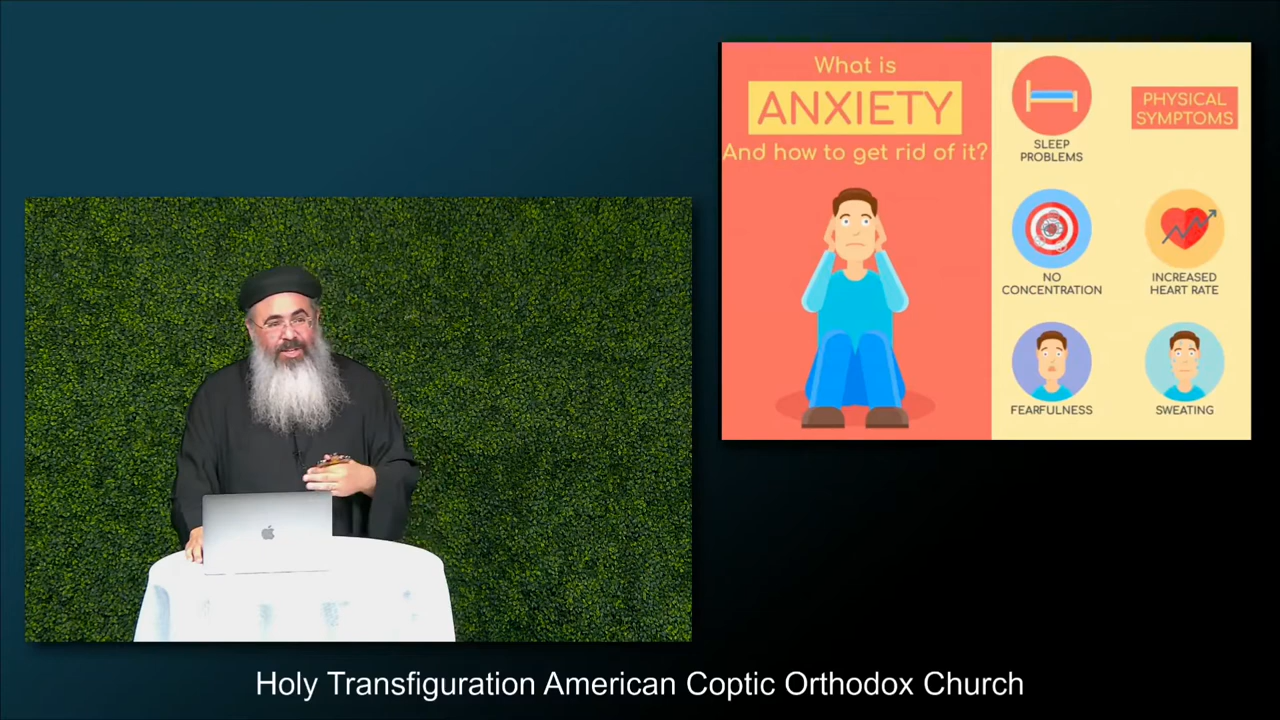 What is
ANXIETY
And how to get rid of it?
PHYSICAL
SYMPTOMS
SLEEP
PROBLEMS
NO
CONCENTRATION
INCREASED
HEART RATE
FEARFULNESS
SWEATING
Holy Transfiguration American Coptic Orthodox Church